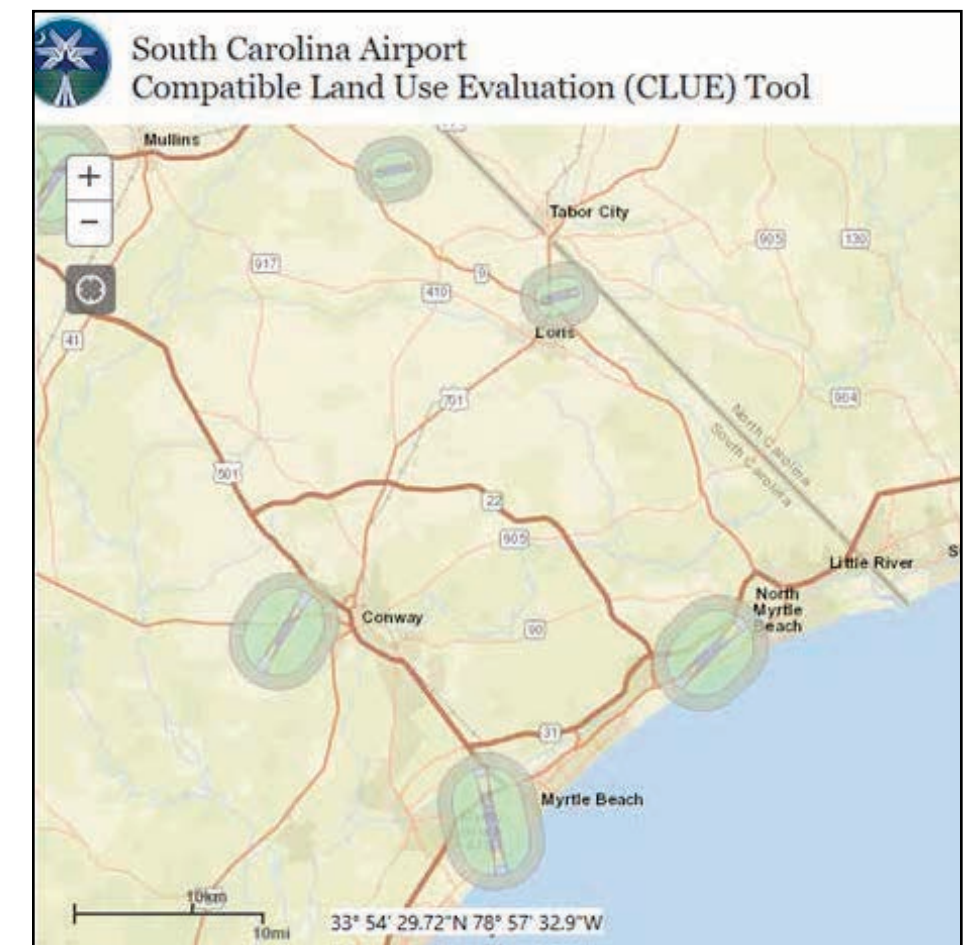 South Carolina Airport
Compatible Land Use Evaluation (CLUE) Tool
Mullins
+
−
Tabor City
905
130
917
9
410
41
Loris
701
904
North Carolina
South Carolina
501
22
905
Little River
S
North
Myrtle
Beach
Conway
90
31
Myrtle Beach
10km
10mi
33° 54' 29.72"N 78° 57' 32.9"W